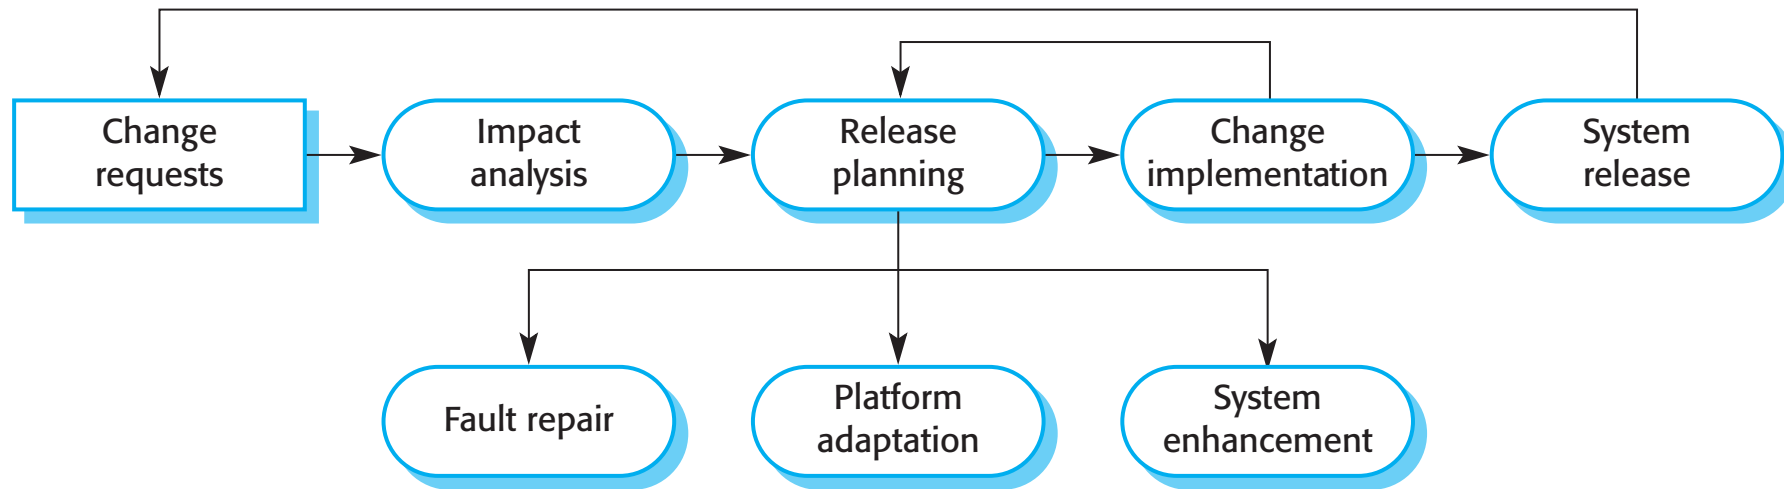 Change
requests
Impact
analysis
Release
planning
Change
implementation
System
release
Fault repair
Platform
adaptation
System
enhancement